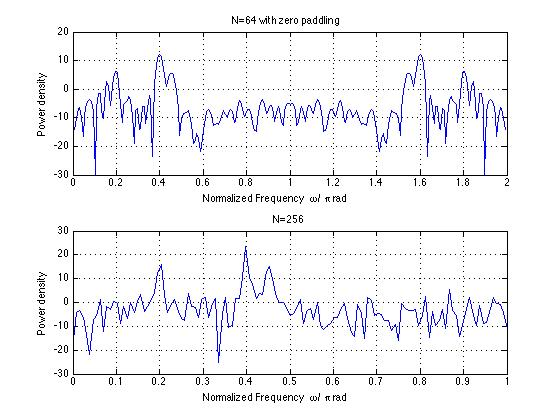 N=64 with zero paddling
20
10
0
-10
-20
-30
Power density
0 0.2 0.4 0.6 0.8 1 1.2 1.4 1.6 1.8 2
Normalized Frequency ω/ π rad
N=256
30
20
10
0
-10
-20
-30
Power density
0 0.1 0.2 0.3 0.4 0.5 0.6 0.7 0.8 0.9 1
Normalized Frequency ω/ π rad